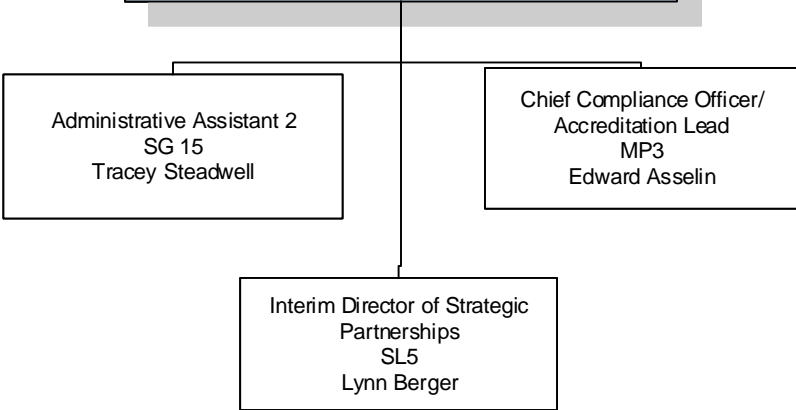 Administrative Assistant 2
SG 15
Tracey Steadwell
Chief Compliance Officer/
Accreditation Lead
MP3
Edward Asselin
Interim Director of Strategic
Partnerships
SL5
Lynn Berger